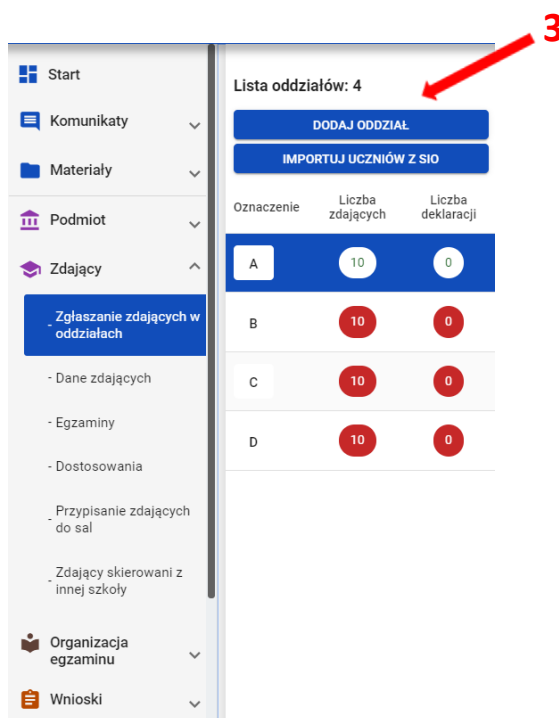 3
Start
Komunikaty
Materiały
Podmiot
Zdający
- Zgłaszanie zdających w
oddziałach
- Dane zdających
- Egzaminy
- Dostosowania
- Przypisanie zdających
do sal
- Zdający skierowani z
innej szkoły
Organizacja
egzaminu
Wnioski
Lista oddziałów: 4
DODAJ ODDZIAŁ
IMPORTUJ UCZNIÓW Z SIO
Oznaczenie Liczba zdających Liczba deklaracji
A 10 0
B 10 0
C 10 0
D 10 0